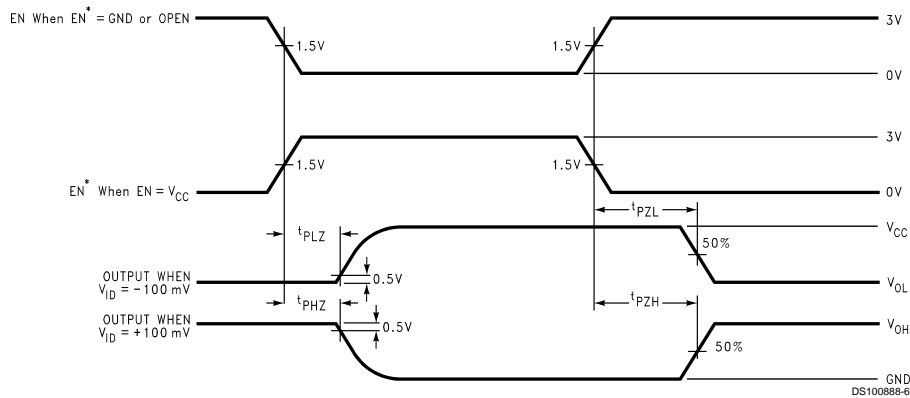 EN When EN* = GND or OPEN
3V
1.5V
1.5V
0V
3V
1.5V
1.5V
EN* When EN = VCC
0V
tPZL
VCC
tPLZ
50%
OUTPUT WHEN
VID = −100 mV
0.5V
VOL
tPHZ
tPZH
OUTPUT WHEN
VID = +100 mV
0.5V
VOH
50%
GND
DS100888-6